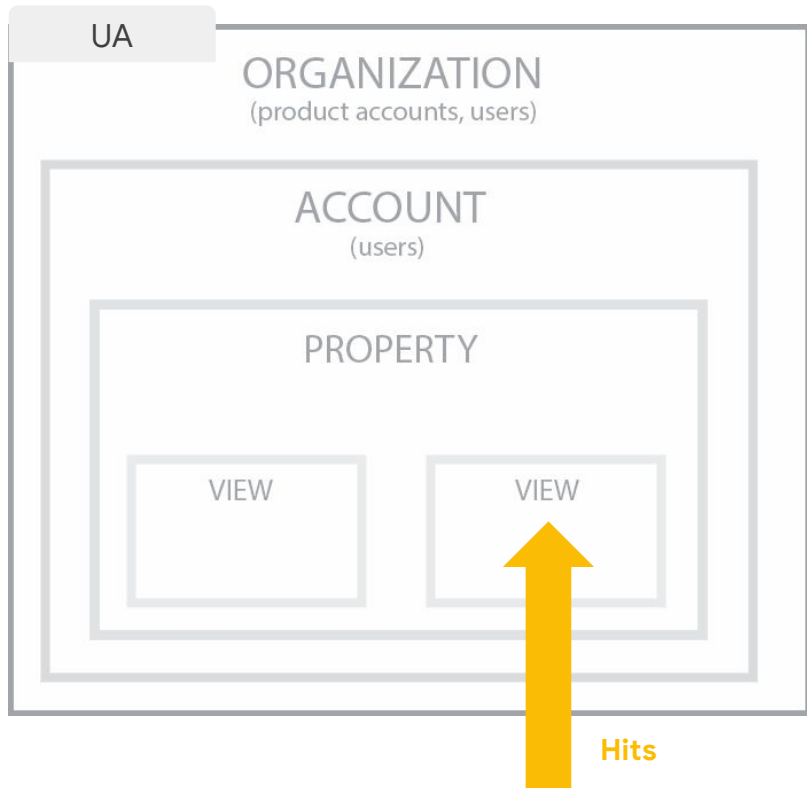 UA
ORGANIZATION
(product accounts, users)
ACCOUNT
(users)
PROPERTY
VIEW
VIEW
Hits